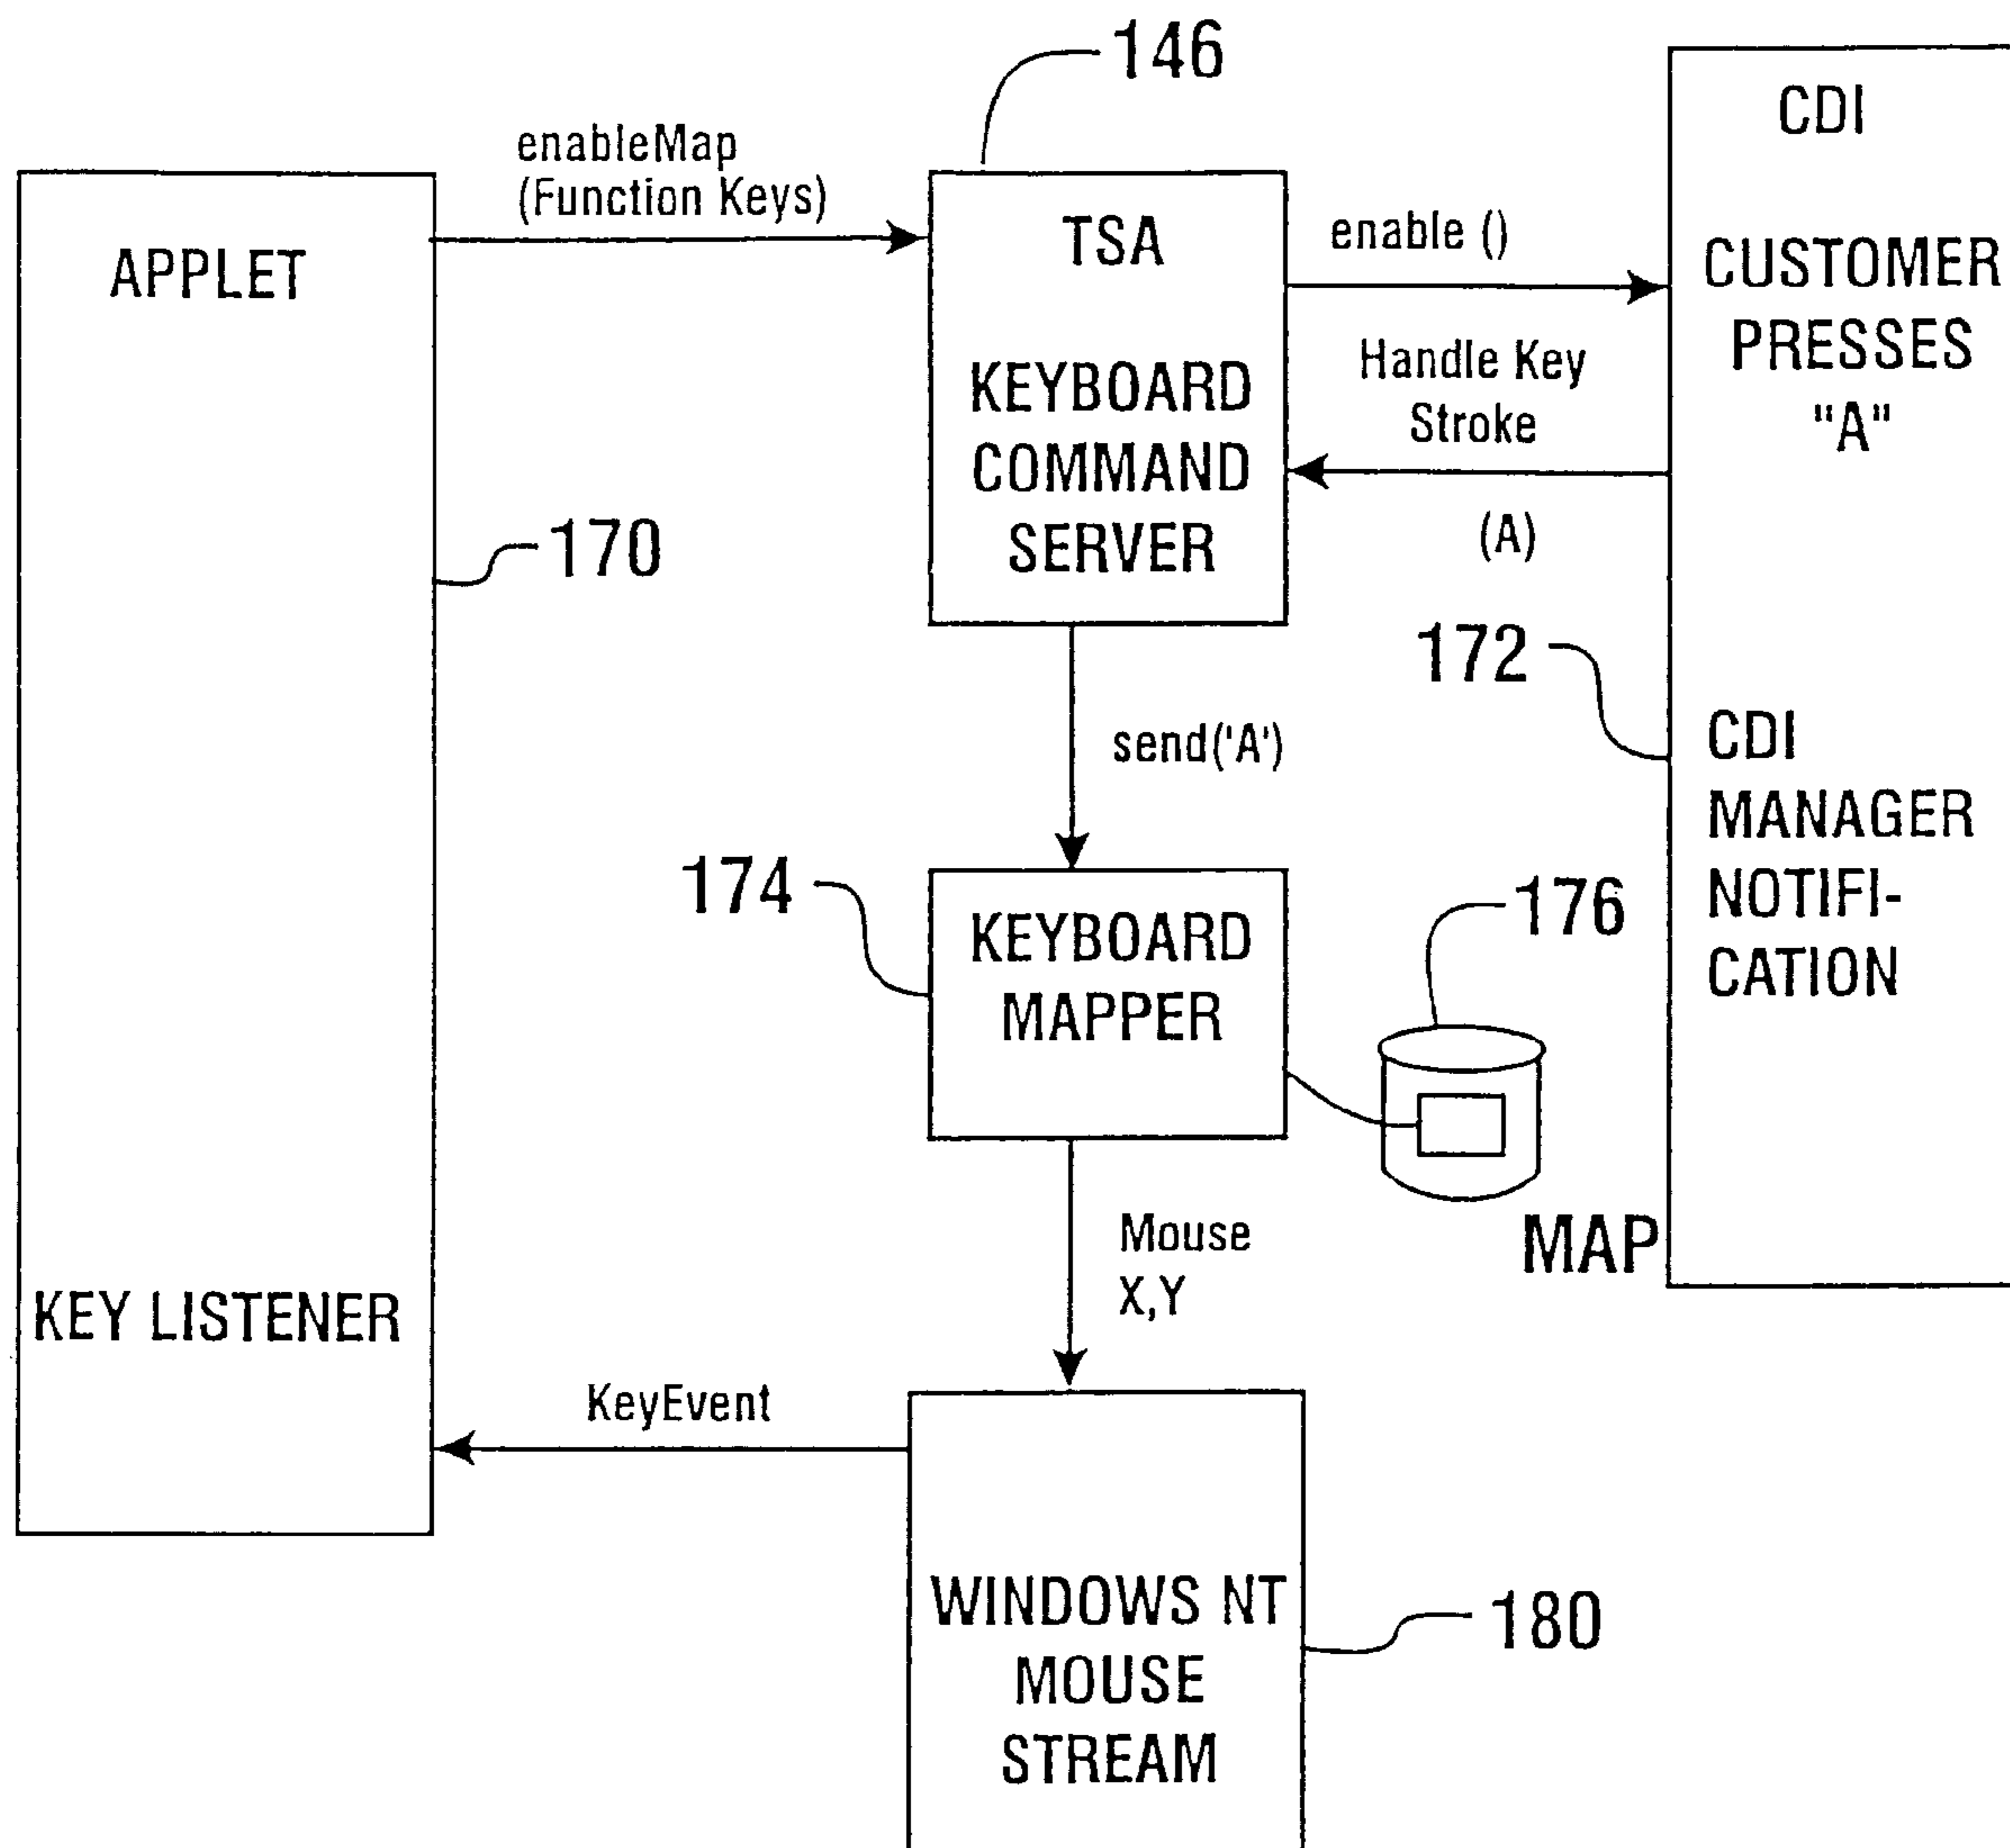 146
CDI
enableMap
(Function Keys)
APPLET
TSA
enable ()
CUSTOMER
PRESSES
"A"
KEYBOARD
COMMAND
SERVER
Handle Key
Stroke
(A)
170
172
send('A')
CDI
MANAGER
NOTIFI-
CATION
174
KEYBOARD
MAPPER
176
MAP
Mouse
X,Y
KEY LISTENER
KeyEvent
WINDOWS NT
MOUSE
STREAM
180